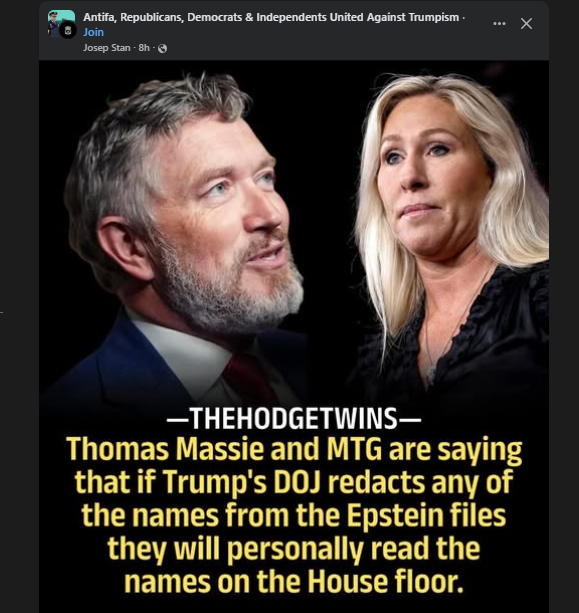 Antifa, Republicans, Democrats & Independents United Against Trumpism ·
Join
Josep Stan · 8h ·
—THEHODGETWINS—
Thomas Massie and MTG are saying
that if Trump's DOJ redacts any of
the names from the Epstein files
they will personally read the
names on the House floor.